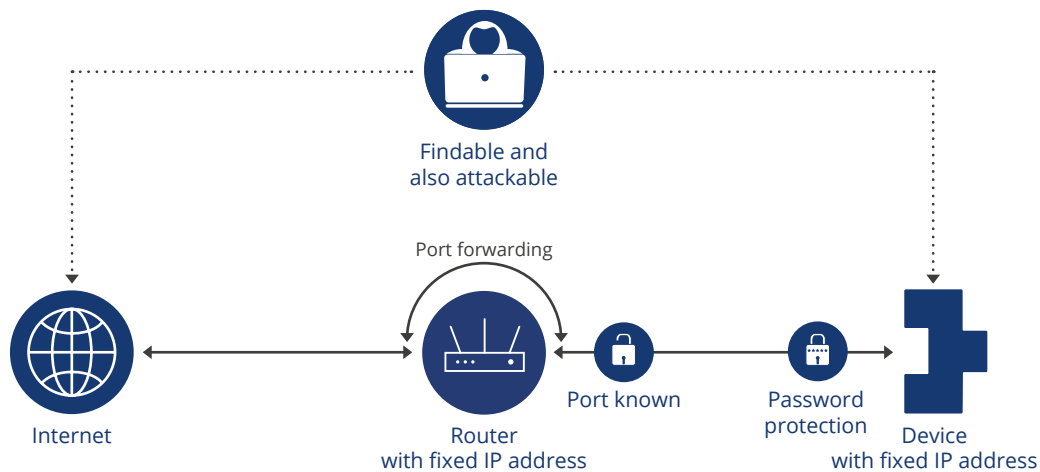 Findable and
also attackable
Port forwarding
Port known
Password
protection
Internet
Router
with fixed IP address
Device
with fixed IP address